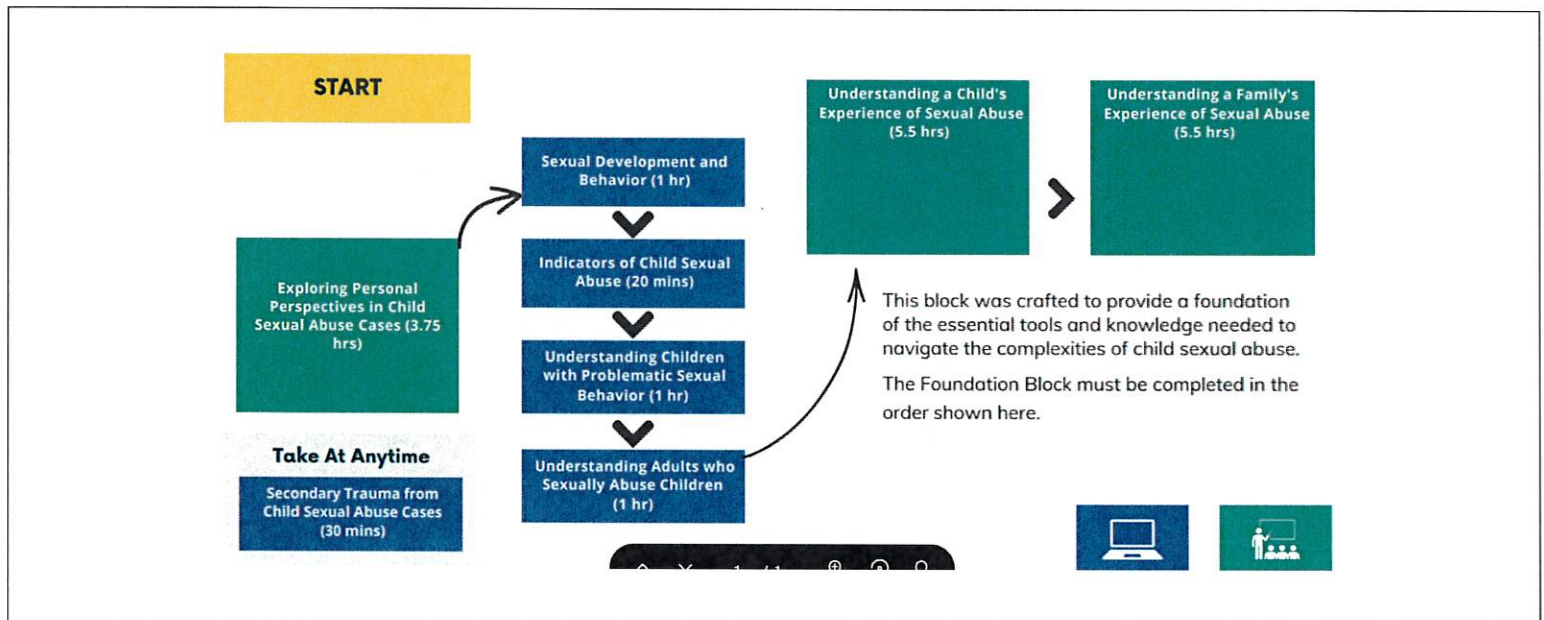 START
Exploring Personal
Perspectives in Child
Sexual Abuse Cases (3.75
hrs)
Take At Anytime
Secondary Trauma from
Child Sexual Abuse Cases
(30 mins)
Sexual Development and
Behavior (1 hr)
Indicators of Child Sexual
Abuse (20 mins)
Understanding Children
with Problematic Sexual
Behavior (1 hr)
Understanding Adults who
Sexually Abuse Children
(1 hr)
Understanding a Child's
Experience of Sexual Abuse
(5.5 hrs)
Understanding a Family's
Experience of Sexual Abuse
(5.5 hrs)
This block was crafted to provide a foundation
of the essential tools and knowledge needed to
navigate the complexities of child sexual abuse.
The Foundation Block must be completed in the
order shown here.